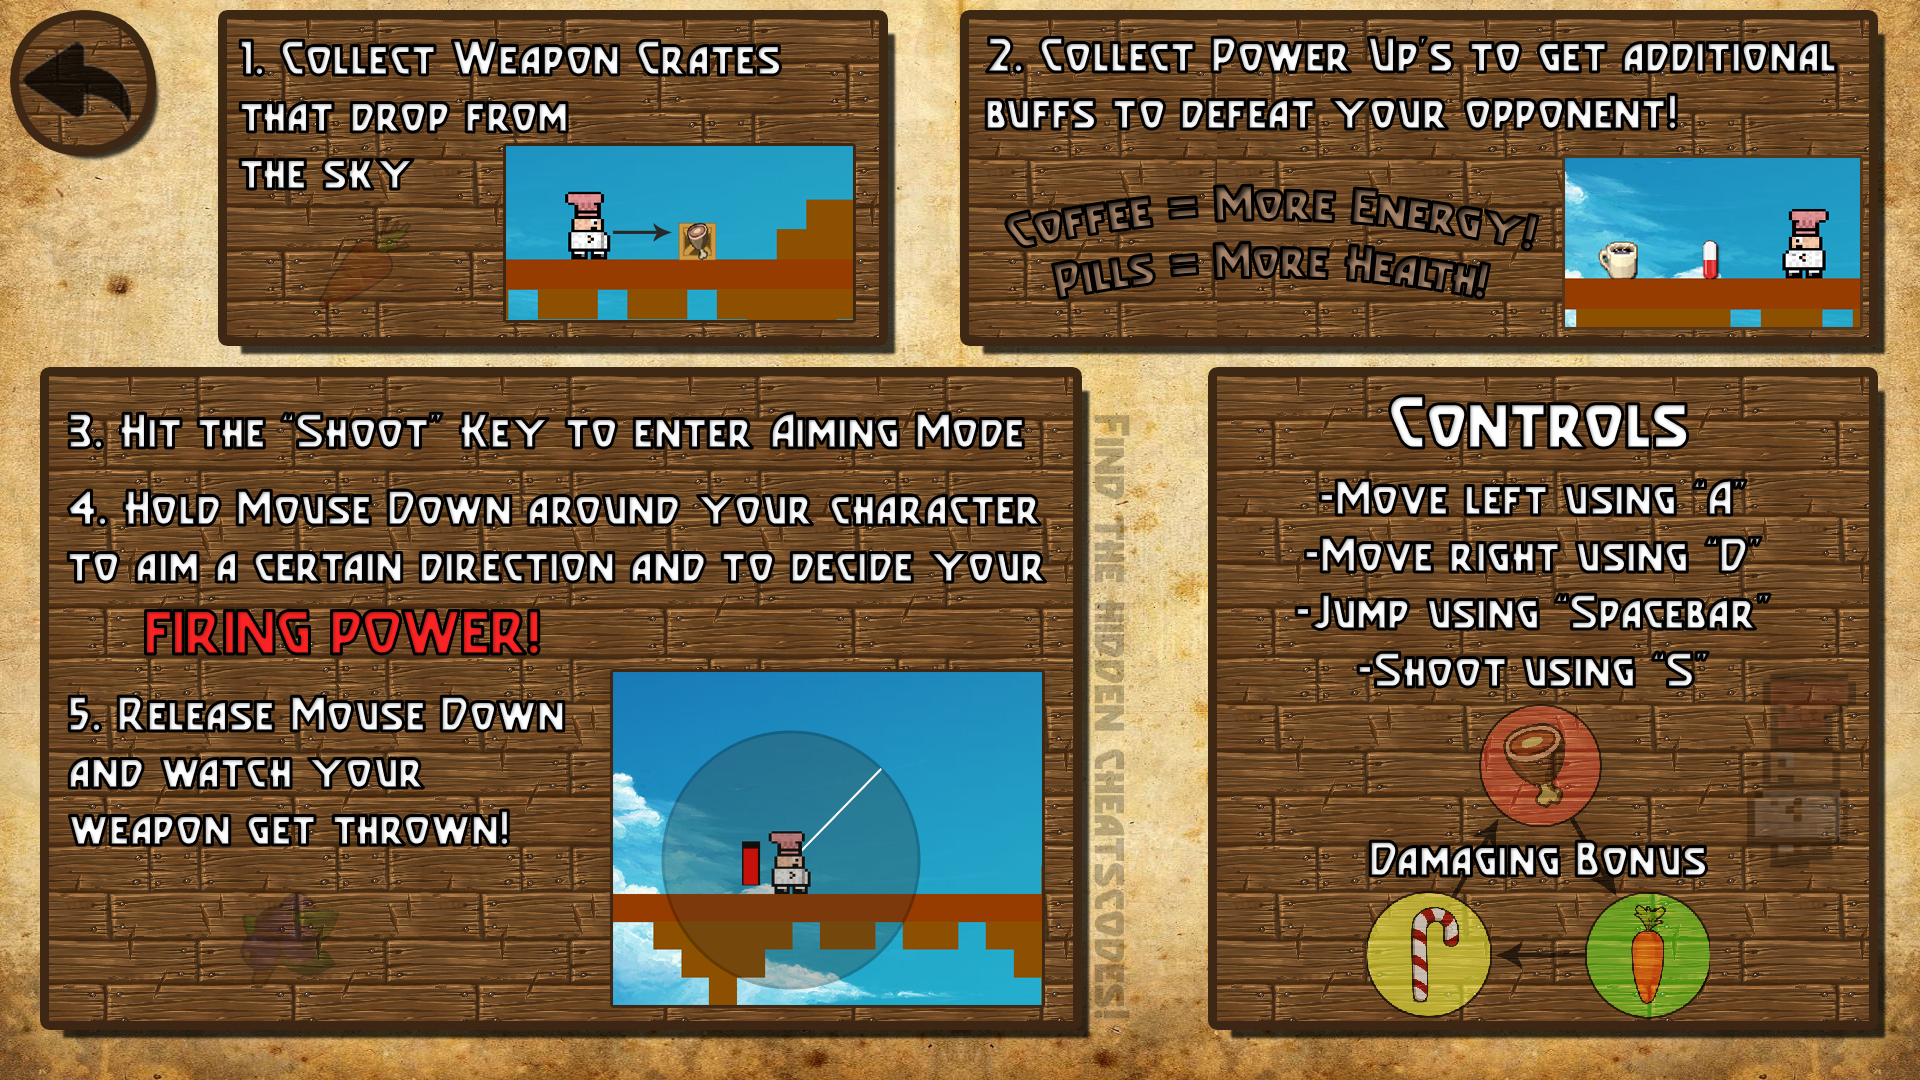 1. Collect Weapon Crates
that drop from
the sky
2. Collect Power Up's to get additional
buffs to defeat your opponent!
Coffee = More Energy!
Pills = More Health!
3. Hit the “Shoot” Key to enter Aiming Mode
4. Hold Mouse Down around your character
to aim a certain direction and to decide your
FIRING POWER!
5. Release Mouse Down
and watch your
weapon get thrown!
Find the hidden cheatscodes!
Controls
-Move left using “A”
-Move right using “D”
-Jump using “Spacebar”
-Shoot using “S”
Damaging Bonus